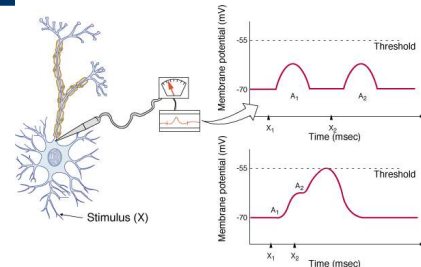 Stimulus (X)
Membrane potential (mV)
-55
Threshold
-70
A1
A2
X1
X2
Time (msec)
Membrane potential (mV)
-55
Threshold
A2
A1
-70
X1
X2
Time (msec)